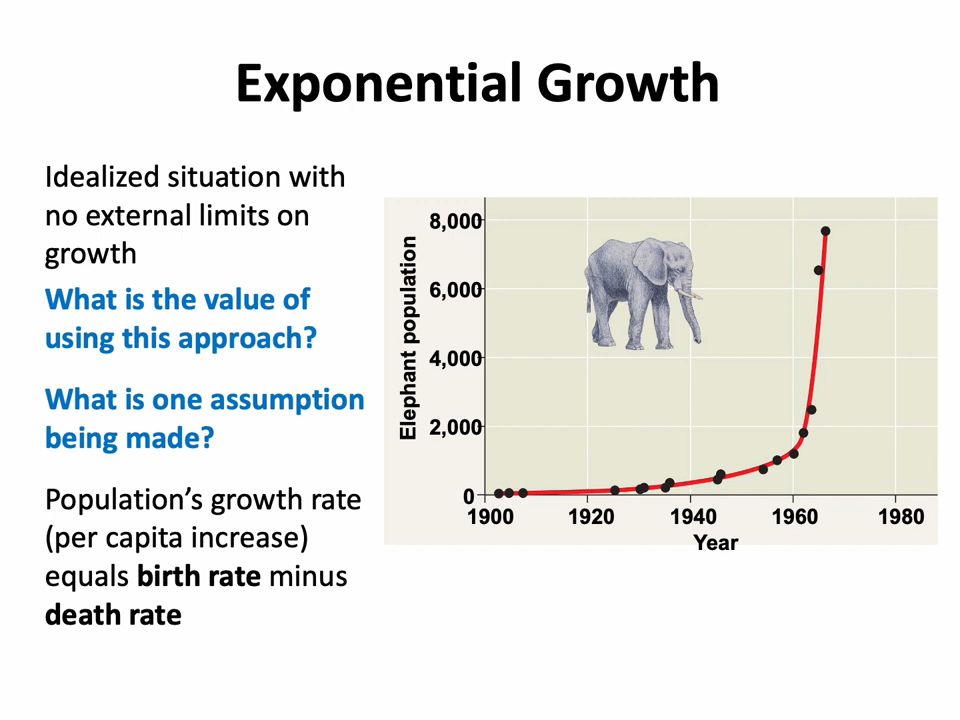 Exponential Growth
Idealized situation with
no external limits on
growth
What is the value of
using this approach?
What is one assumption
being made?
Population’s growth rate
(per capita increase)
equals birth rate minus
death rate
Elephant population
8,000
6,000
4,000
2,000
0
1900 1920 1940 1960 1980
Year